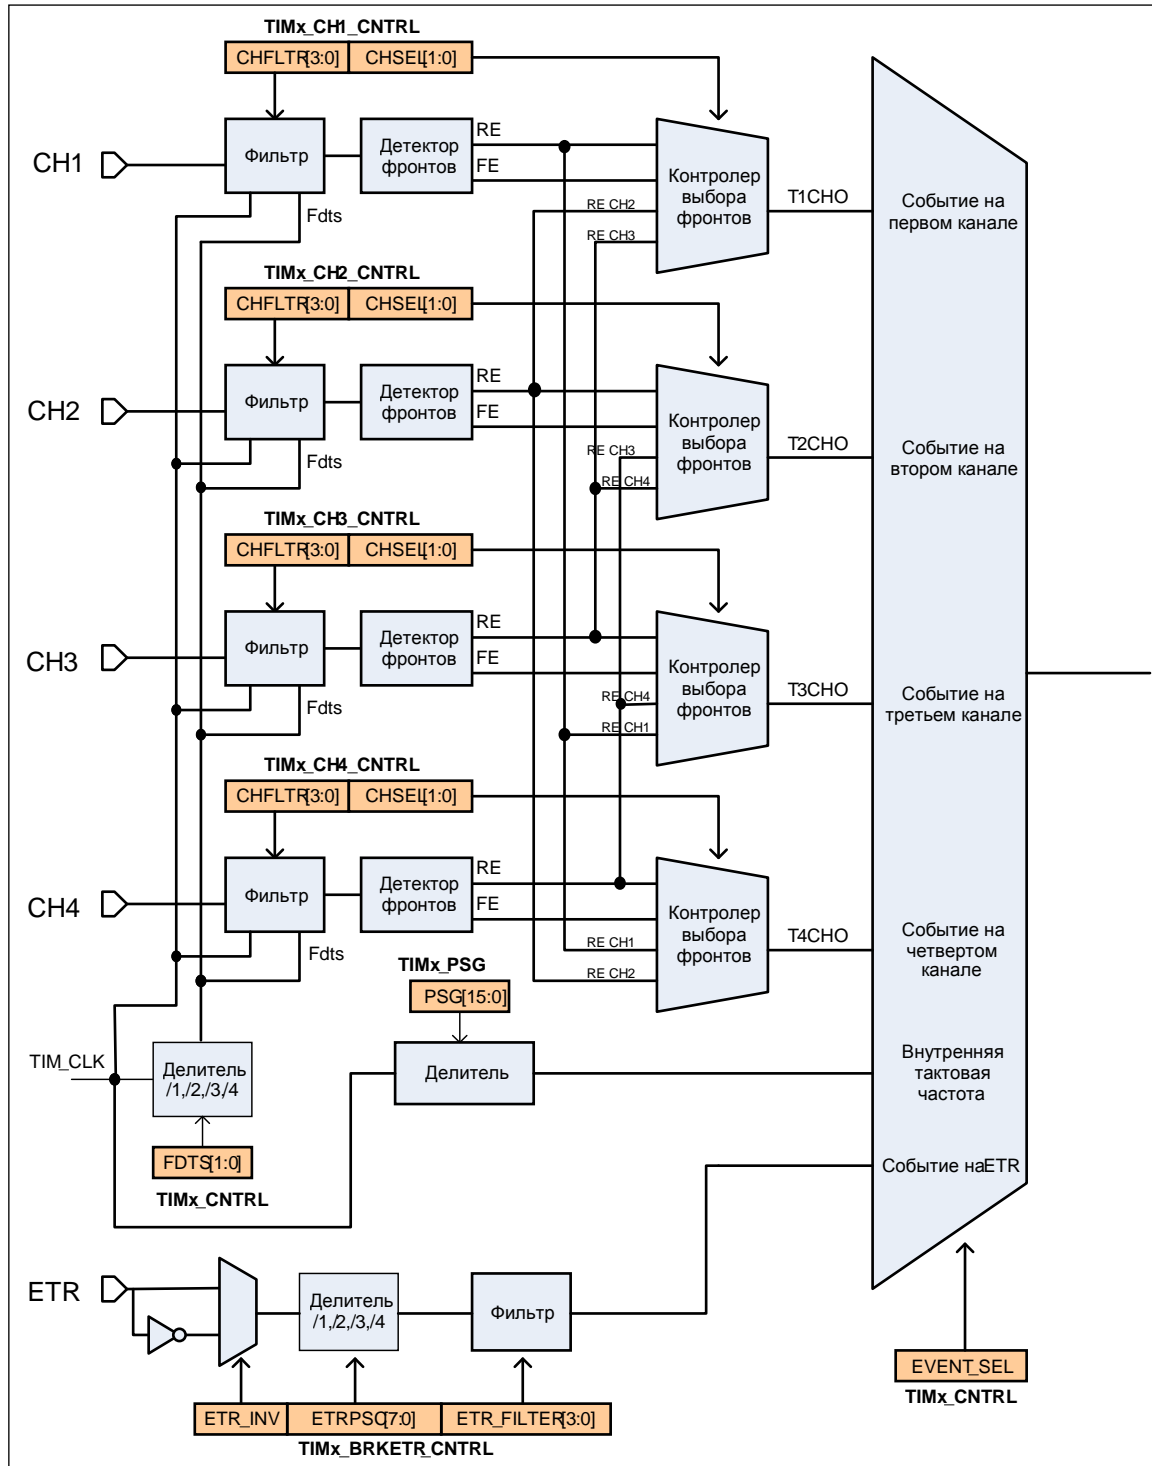 TIMx_CH1_CNTRL
CHFLTR[3:0] CHSEL[1:0]
CH1
Фильтр
Детектор
фронтов
RE
FE
RE CH2
RE CH3
Fdts
Контролер
выбора
фронтов
T1CHO
Событие на
первом канале
TIMx_CH2_CNTRL
CHFLTR[3:0] CHSEL[1:0]
CH2
Фильтр
Детектор
фронтов
RE
FE
RE CH3
RE CH4
Fdts
Контролер
выбора
фронтов
T2CHO
Событие на
втором канале
TIMx_CH3_CNTRL
CHFLTR[3:0] CHSEL[1:0]
CH3
Фильтр
Детектор
фронтов
RE
FE
RE CH4
RE CH1
Fdts
Контролер
выбора
фронтов
T3CHO
Событие на
третьем канале
TIMx_CH4_CNTRL
CHFLTR[3:0] CHSEL[1:0]
CH4
Фильтр
Детектор
фронтов
RE
FE
RE CH1
RE CH2
Fdts
Контролер
выбора
фронтов
T4CHO
Событие на
четвертом
канале
TIMx_PSG
PSG[15:0]
TIM_CLK
Делитель
/1,/2,/3,/4
Делитель
Внутренняя
тактовая
частота
FDTS[1:0]
TIMx_CNTRL
Событие на ETR
ETR
Делитель
/1,/2,/3,/4
Фильтр
EVENT_SEL
TIMx_CNTRL
ETR_INV ETRPSC[7:0] ETR_FILTER[3:0]
TIMx_BRKETR_CNTRL